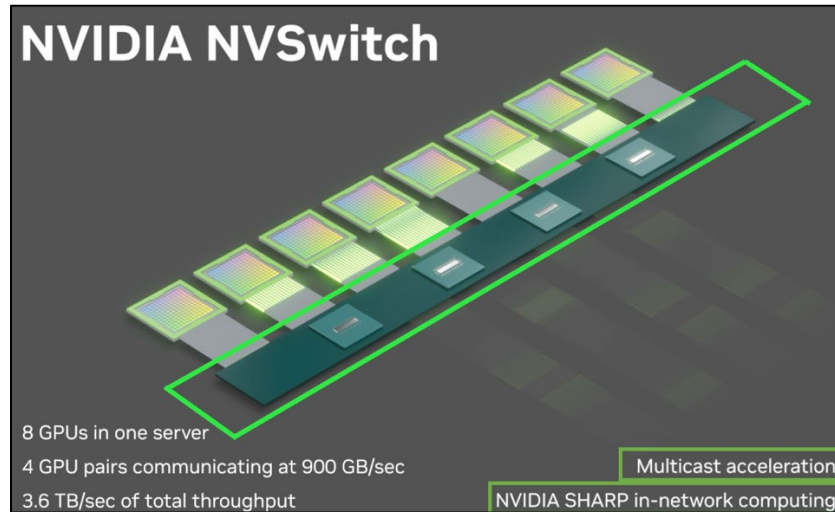 NVIDIA NVSwitch
8 GPUs in one server
4 GPU pairs communicating at 900 GB/sec
3.6 TB/sec of total throughput
Multicast acceleration
NVIDIA SHARP in-network computing